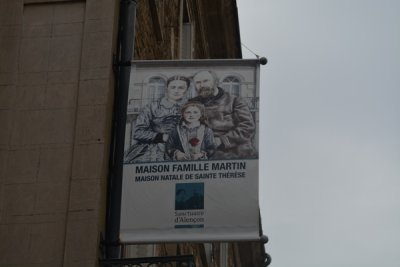 MAISON FAMILLE MARTIN
MAISON NATALE DE SAINTE THÉRÈSE
Sanctuaire
d'Alençon